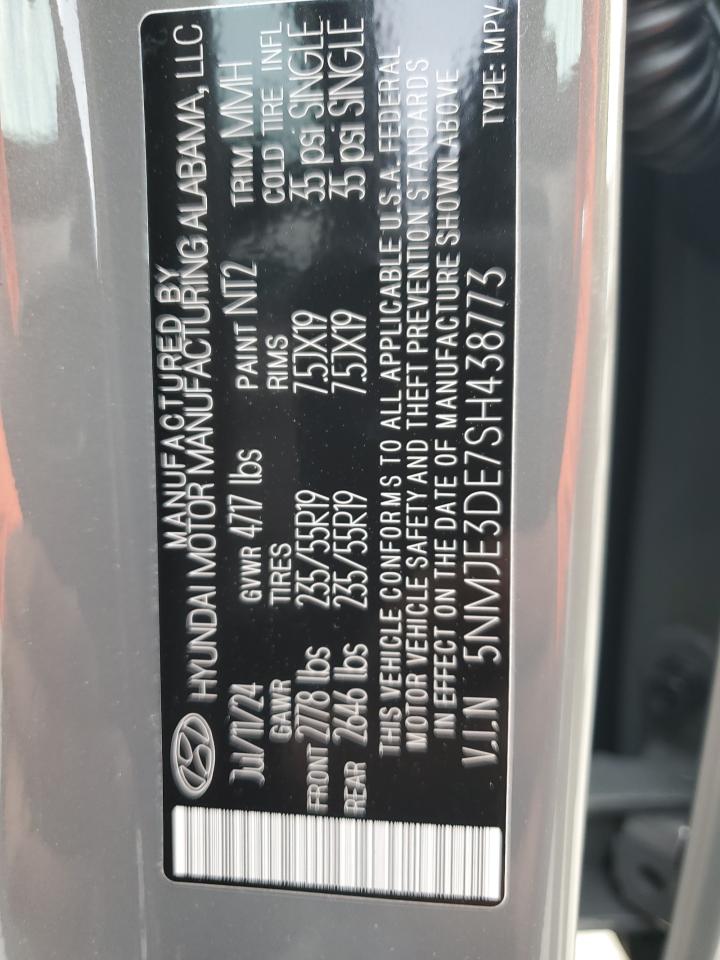 MANUFACTURED BY
HYUNDAI MOTOR MANUFACTURING ALABAMA, LLC
Jul/17/24 GVWR 4717 lbs PAINT NT2 TRIM MMH
GAWR TIRES RIMS COLD TIRE INFL
FRONT 2778 lbs 235/55R19 7.5JX19 35 psi SINGLE
REAR 2646 lbs 235/55R19 7.5JX19 35 psi SINGLE
THIS VEHICLE CONFORMS TO ALL APPLICABLE U.S.A. FEDERAL
MOTOR VEHICLE SAFETY AND THEFT PREVENTION STANDARDS
IN EFFECT ON THE DATE OF MANUFACTURE SHOWN ABOVE
V.I.N 5NMJE3DE7SH438773 TYPE: MPV